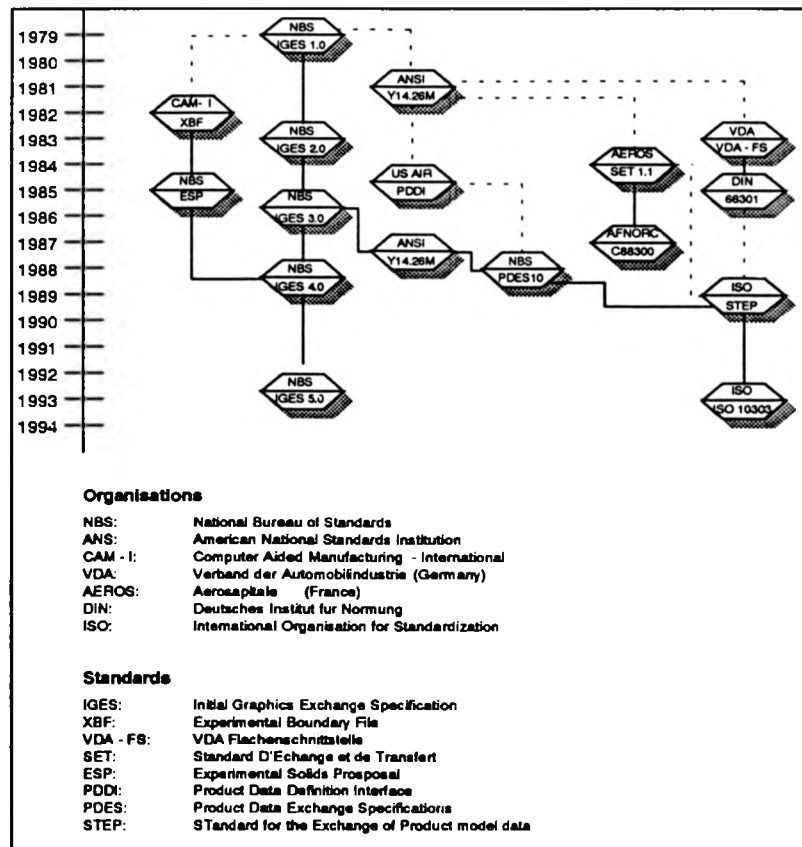 1979
1980
1981
1982
1983
1984
1985
1986
1987
1988
1989
1990
1991
1992
1993
1994
NBS
IGES 1.0
ANSI
Y14.26M
CAM- I
XBF
NBS
IGES 2.0
VDA
VDA - FS
AEROS
SET 1.1
US AIR
PDDI
NBS
ESP
DIN
66301
NBS
IGES 3.0
AFNORC
C88300
ANSI
Y14.26M
NBS
PDES10
NBS
IGES 4.0
ISO
STEP
NBS
IGES 5.0
ISO
ISO 10303
Organisations
NBS: National Bureau of Standards
ANS: American National Standards Institution
CAM - I: Computer Aided Manufacturing - International
VDA: Verband der Automobilindustrie (Germany)
AEROS: Aerosapitale (France)
DIN: Deutsches Institut fur Normung
ISO: International Organisation for Standardization
Standards
IGES: Initial Graphics Exchange Specification
XBF: Experimental Boundary File
VDA - FS: VDA Flachenschnittstelle
SET: Standard D'Echange et de Transfert
ESP: Experimental Solids Prosposal
PDDI: Product Data Definition Interface
PDES: Product Data Exchange Specifications
STEP: STandard for the Exchange of Product model data